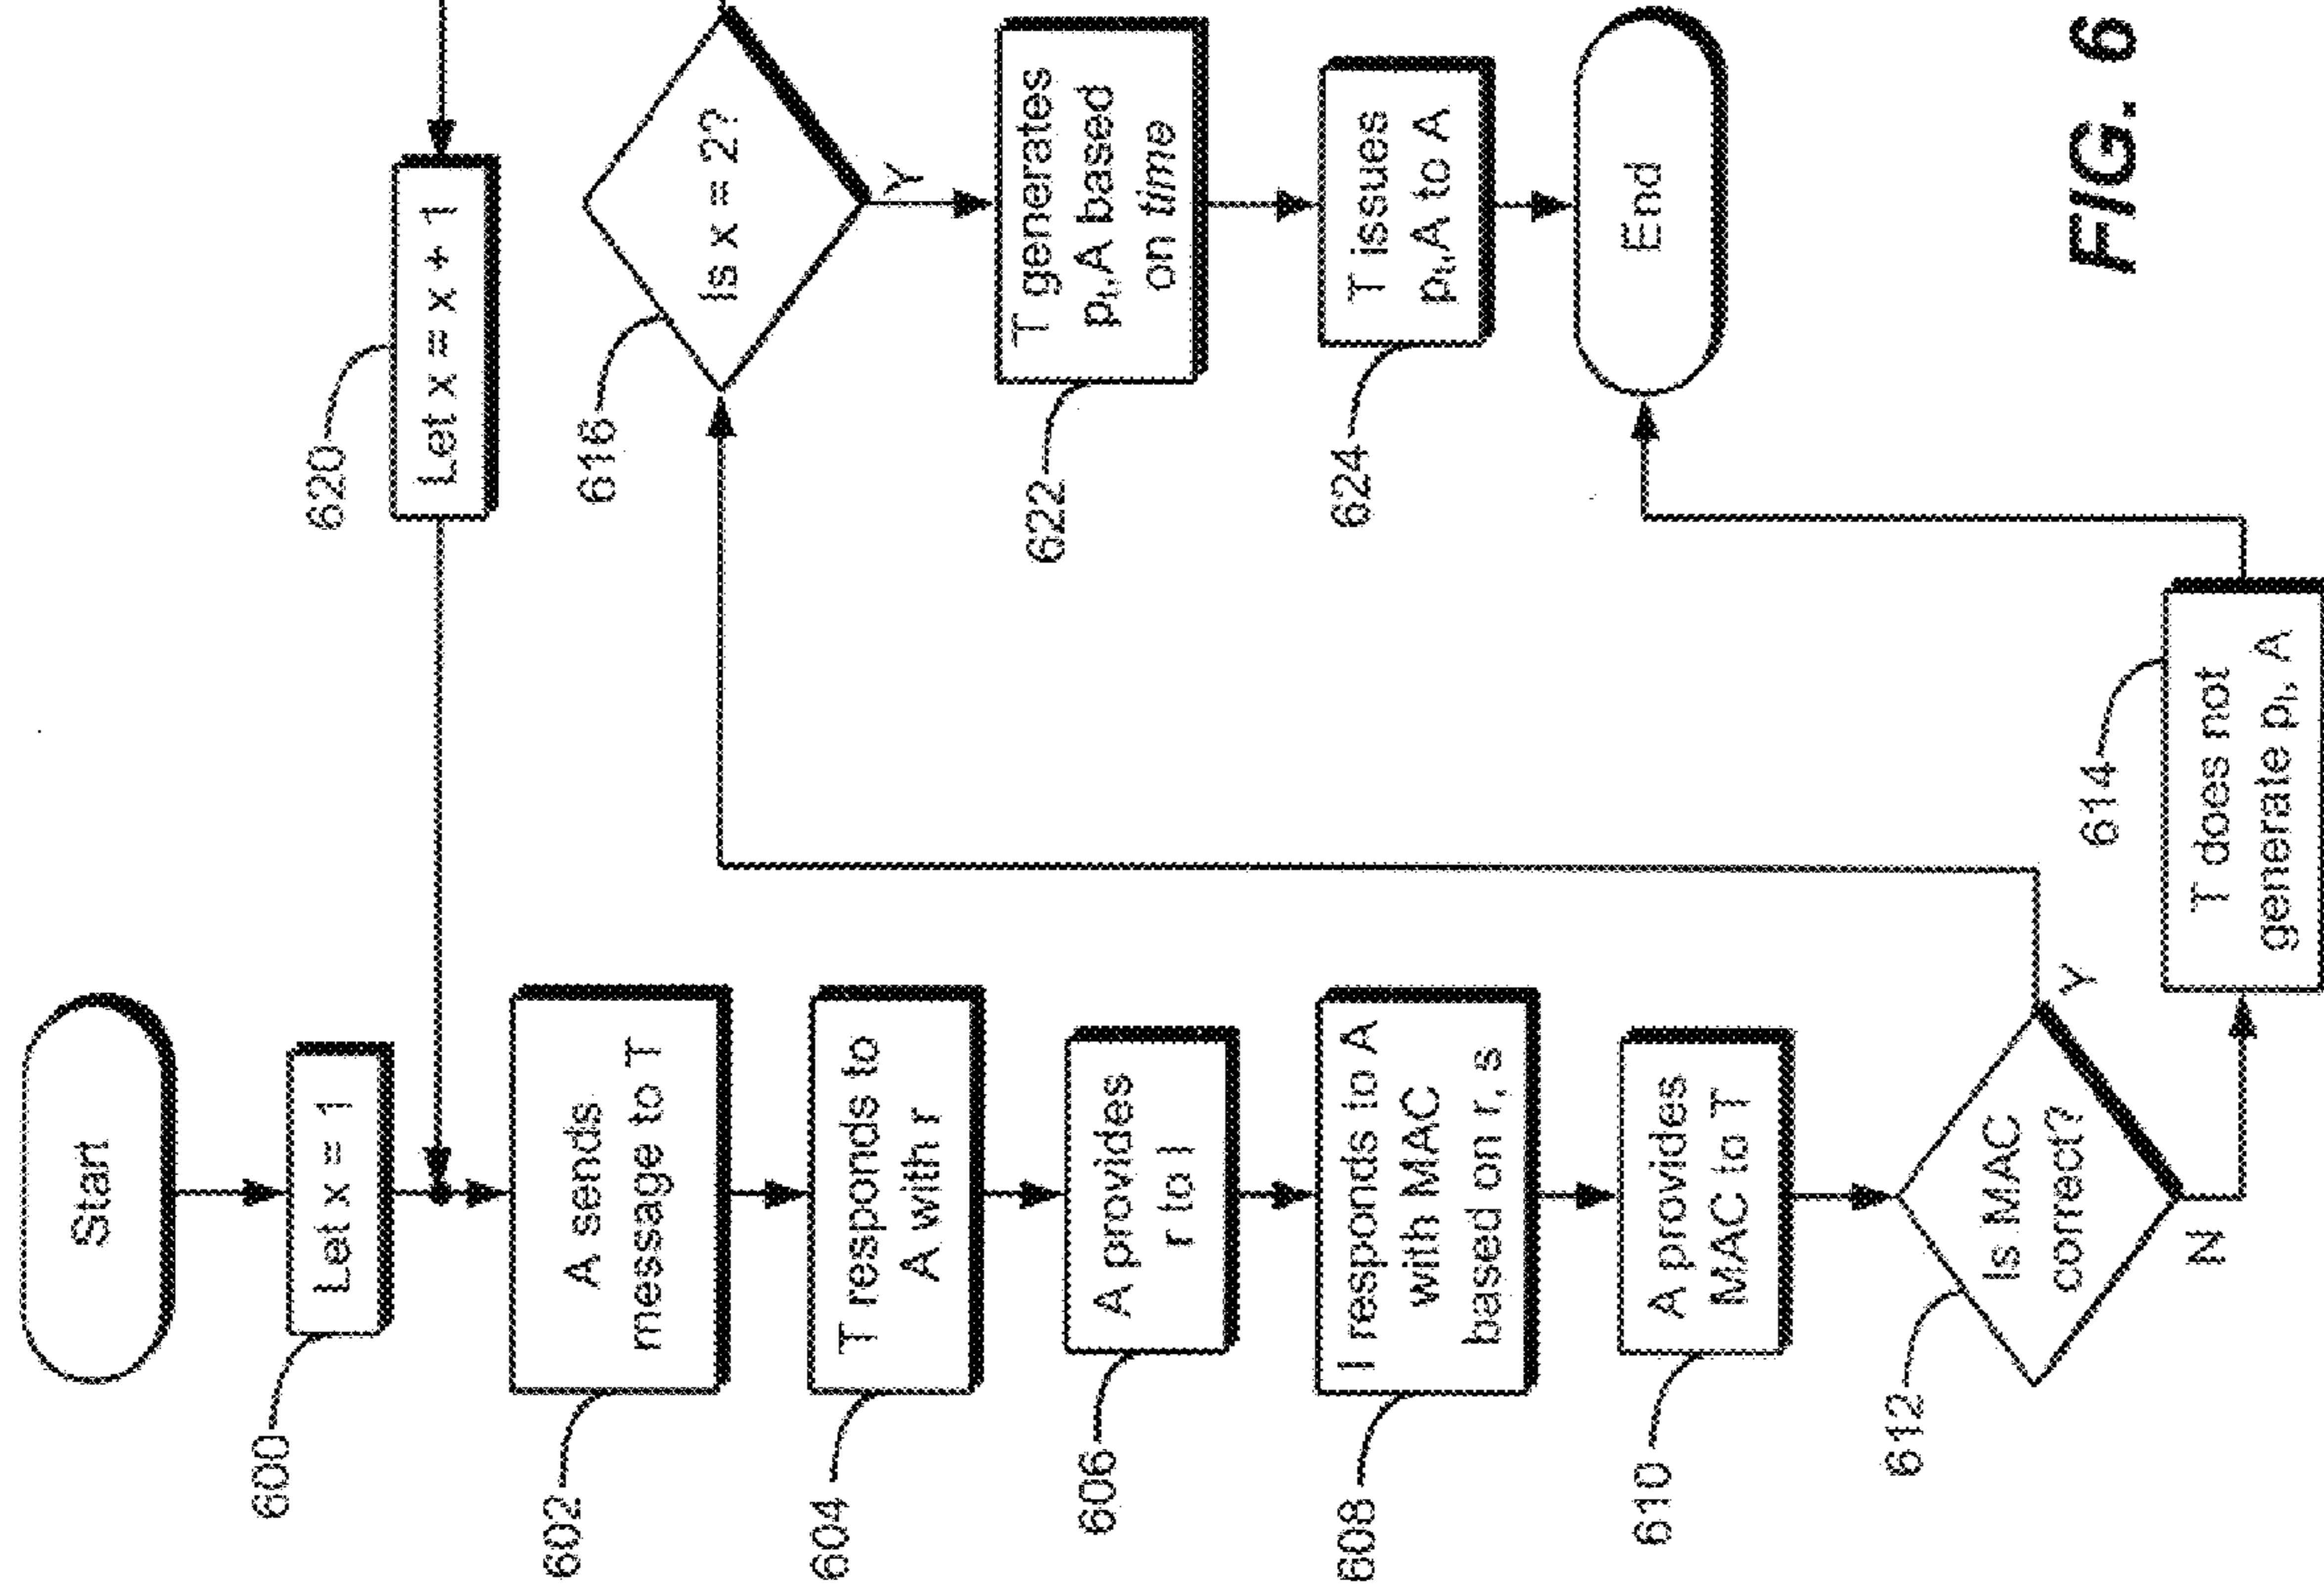 Start
600
Let x = 1
602
A sends
message to T
604
T responds to
A with r
606
A provides
r to I
608
I responds to A
with MAC
based on r, s
610
A provides
MAC to T
612
Is MAC
correct?
Y
N
614
T does not
generate pₜ, A
620
Let x = x + 1
616
Is x = 2?
Y
622
T generates
pₜ,A based
on time
624
T issues
pₜ,A to A
End
FIG. 6